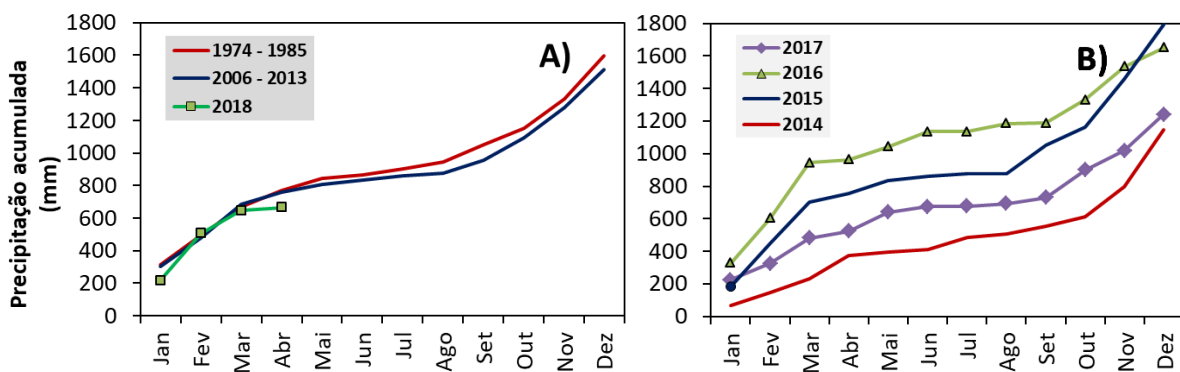 Precipitação acumulada
(mm)
1800
1600
1400
1200
1000
800
600
400
200
0
1974 - 1985
2006 - 2013
2018
A)
Jan
Fev
Mar
Abr
Mai
Jun
Jul
Ago
Set
Out
Nov
Dez
1800
1600
1400
1200
1000
800
600
400
200
0
2017
2016
2015
2014
B)
Jan
Fev
Mar
Abr
Mai
Jun
Jul
Ago
Set
Out
Nov
Dez